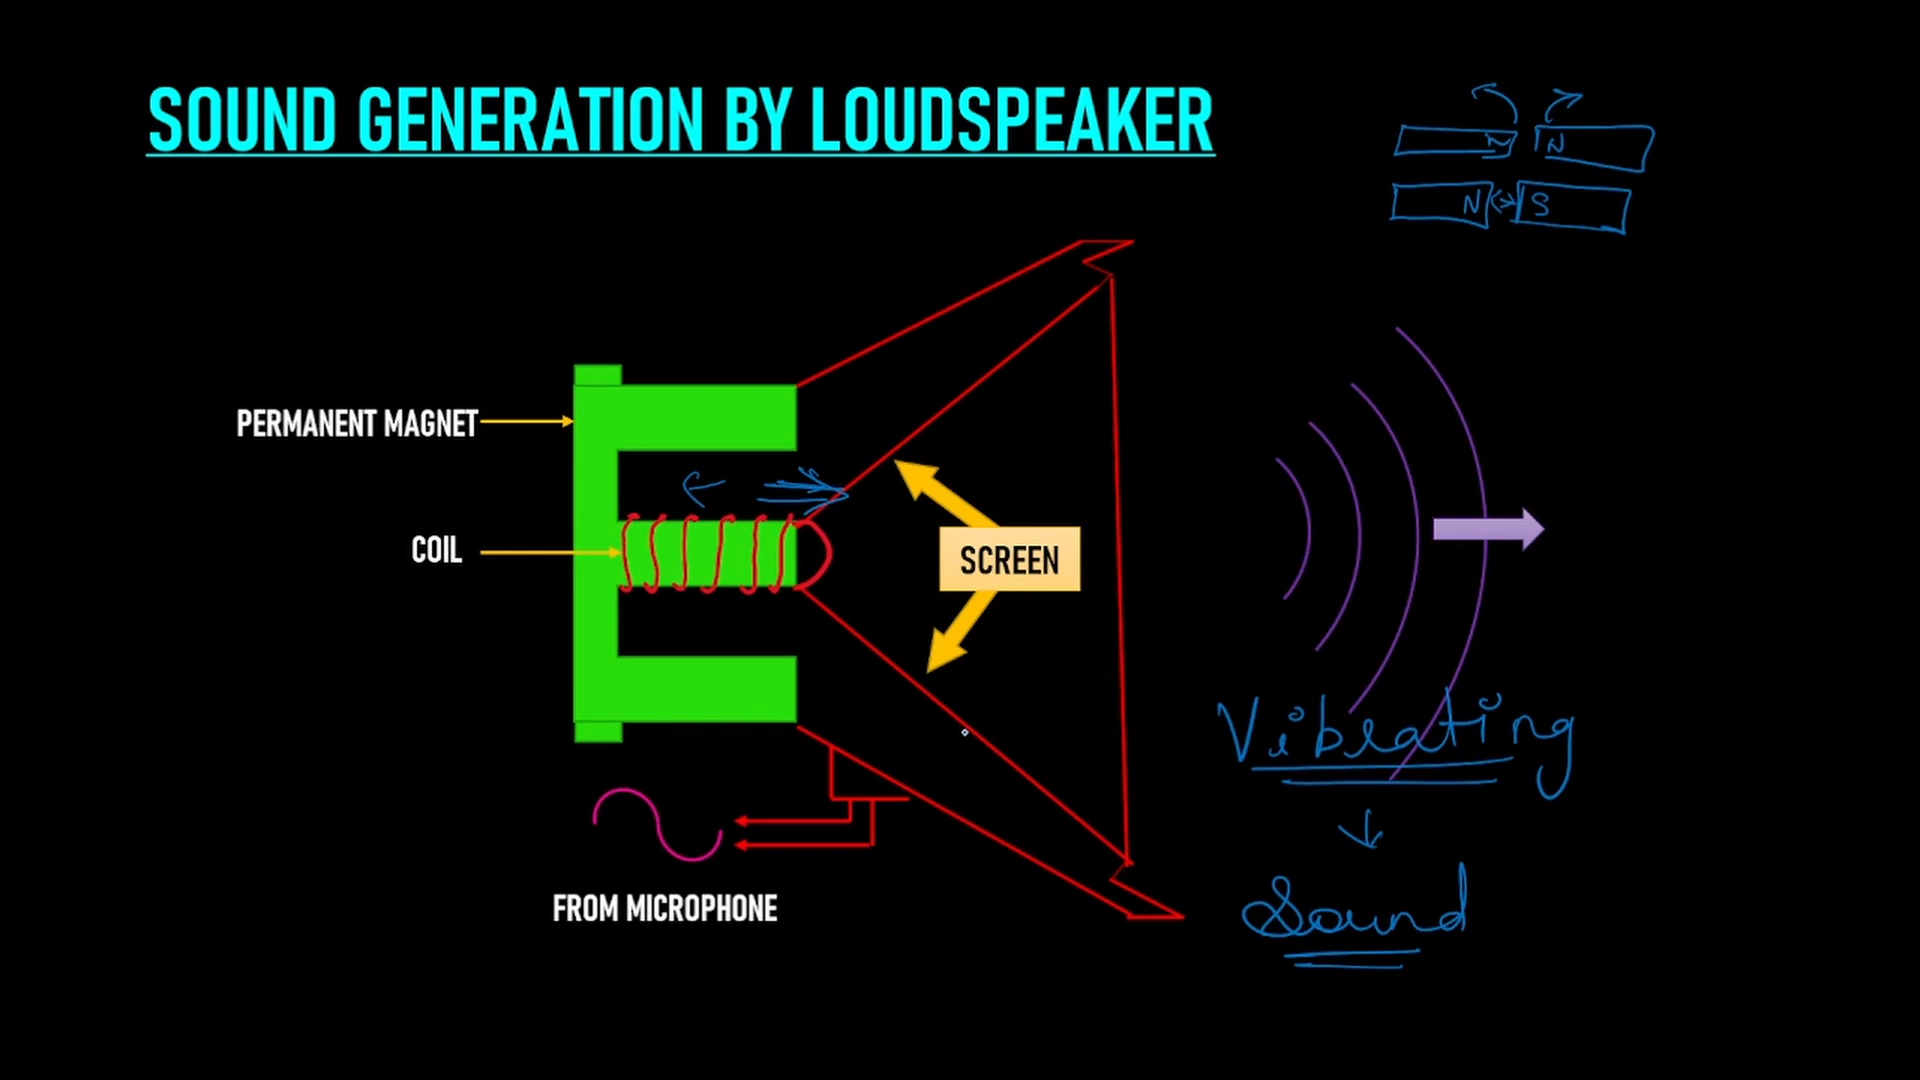 SOUND GENERATION BY LOUDSPEAKER
N N
N S
PERMANENT MAGNET
COIL
SCREEN
Vibrating
Sound
FROM MICROPHONE